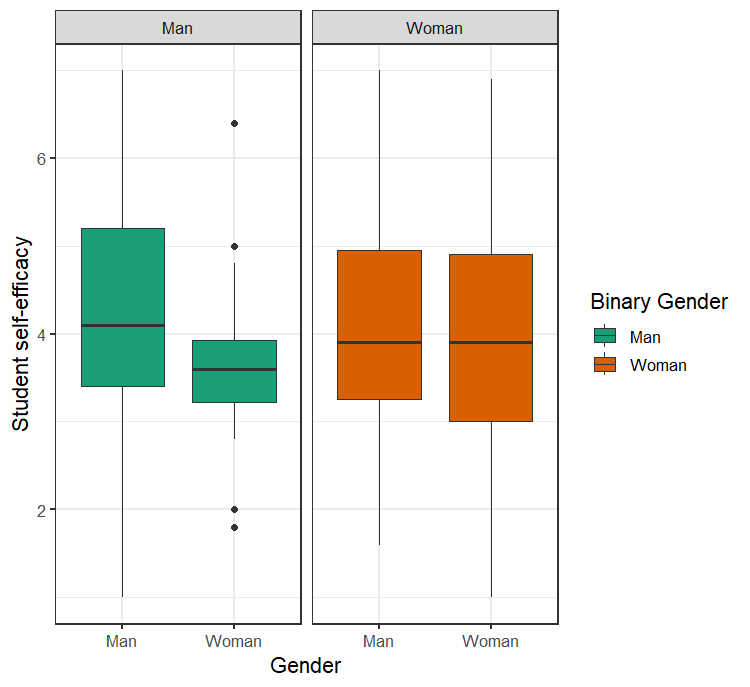 Man
Woman
Student self-efficacy
6
4
2
Man
Woman
Man
Woman
Gender
Binary Gender
Man
Woman